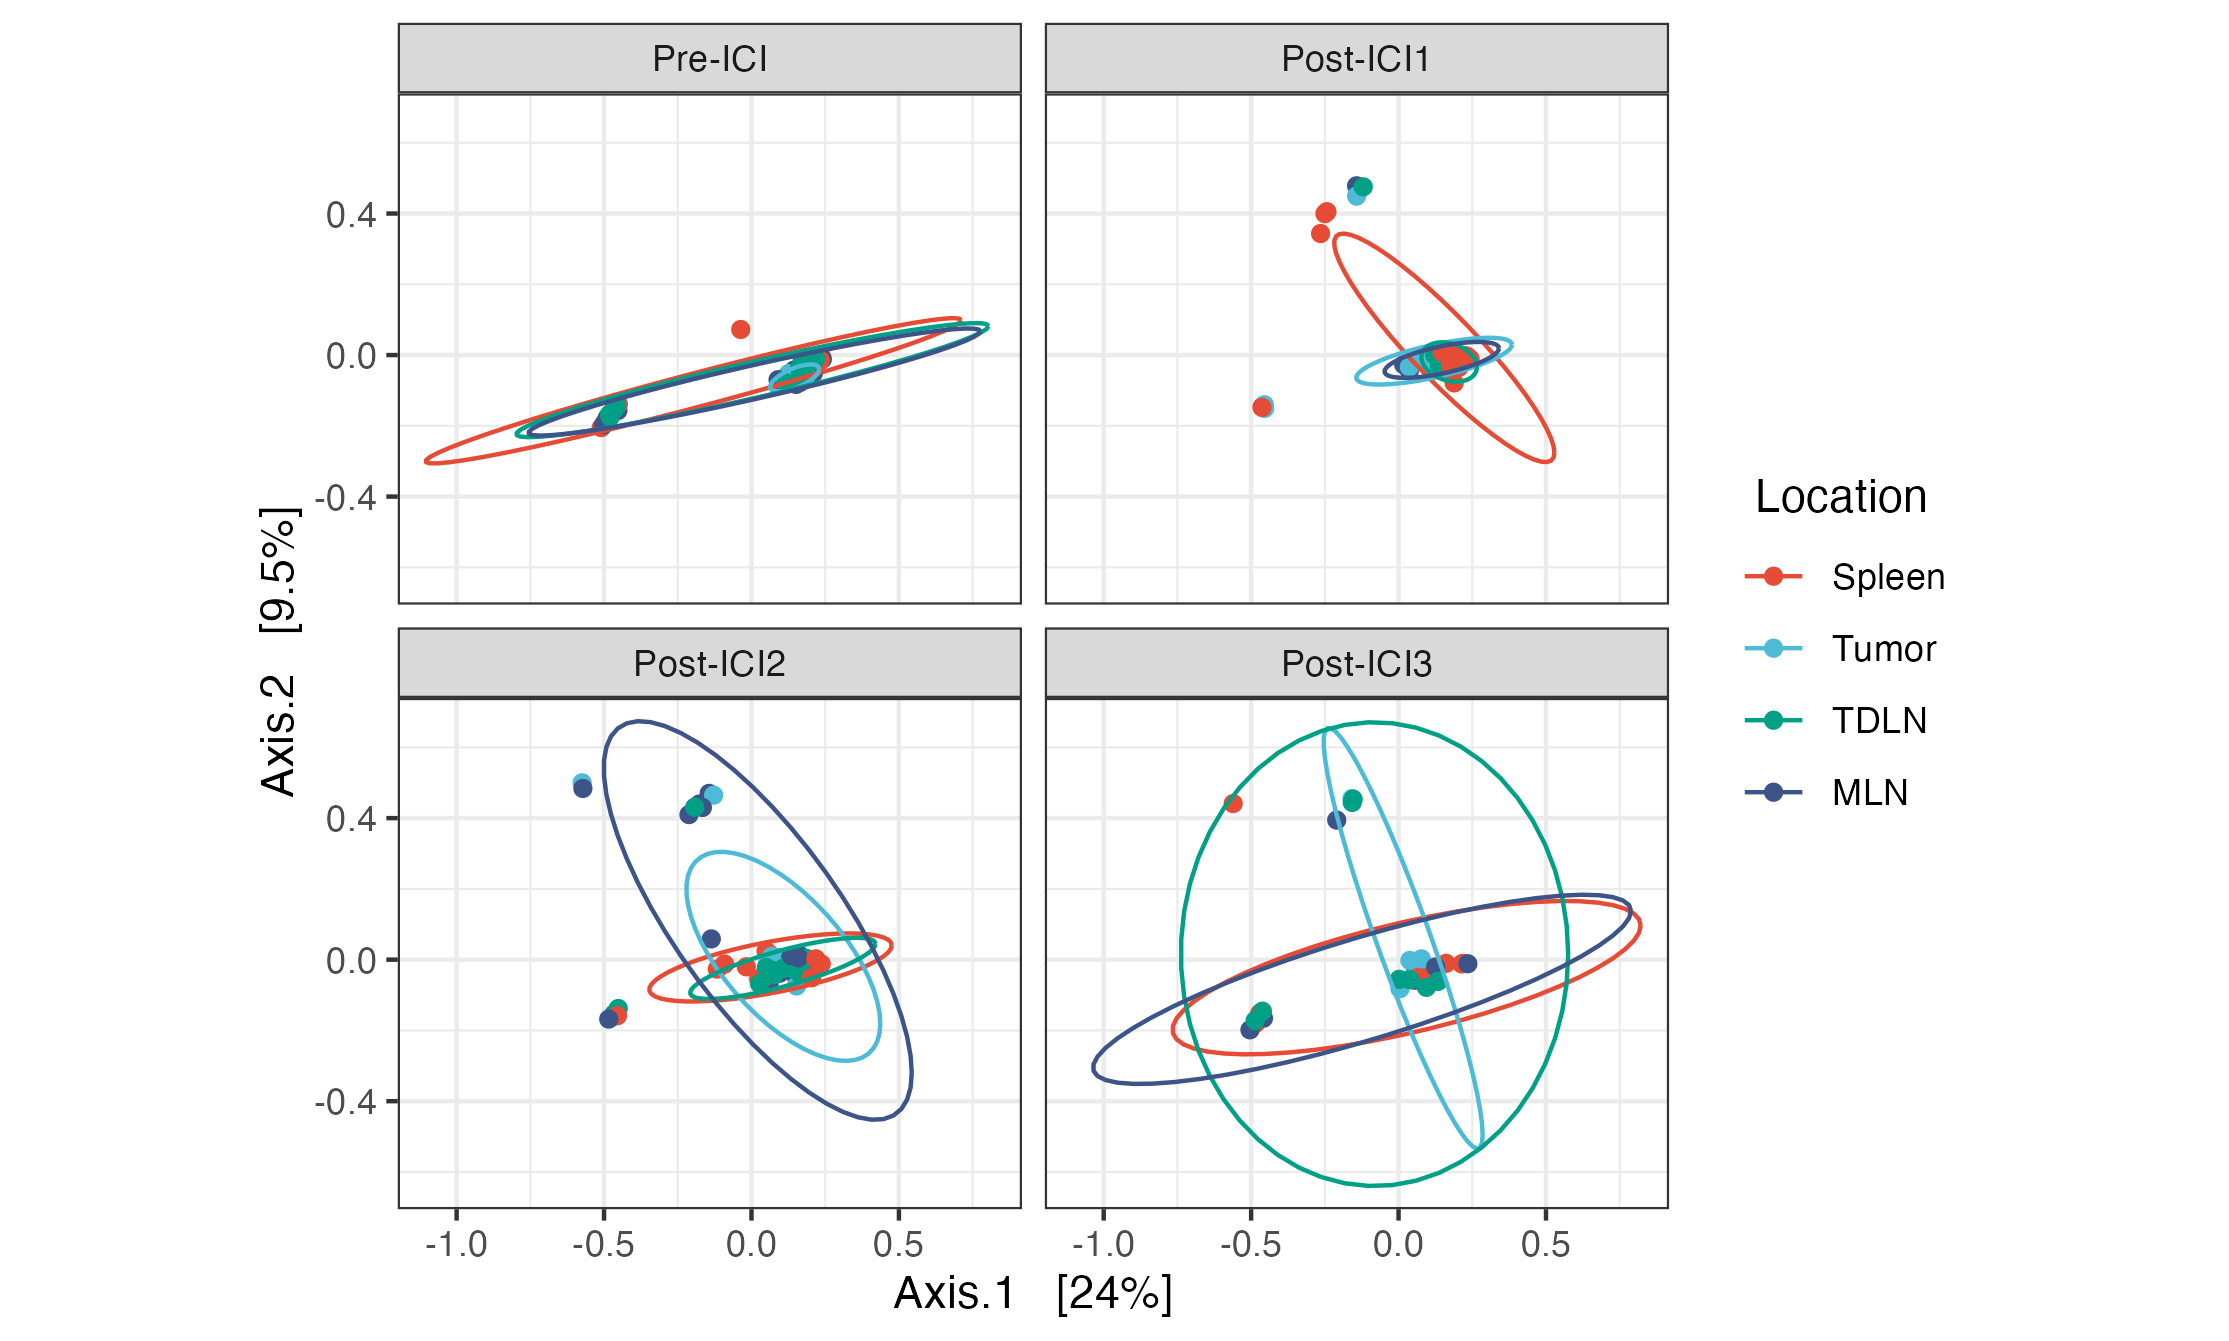 Pre-ICI
Post-ICI1
0.4
0.0
-0.4
Post-ICI2
Post-ICI3
0.4
0.0
-0.4
-1.0 -0.5 0.0 0.5
-1.0 -0.5 0.0 0.5
Axis.1 [24%]
Axis.2 [9.5%]
Location
Spleen
Tumor
TDLN
MLN